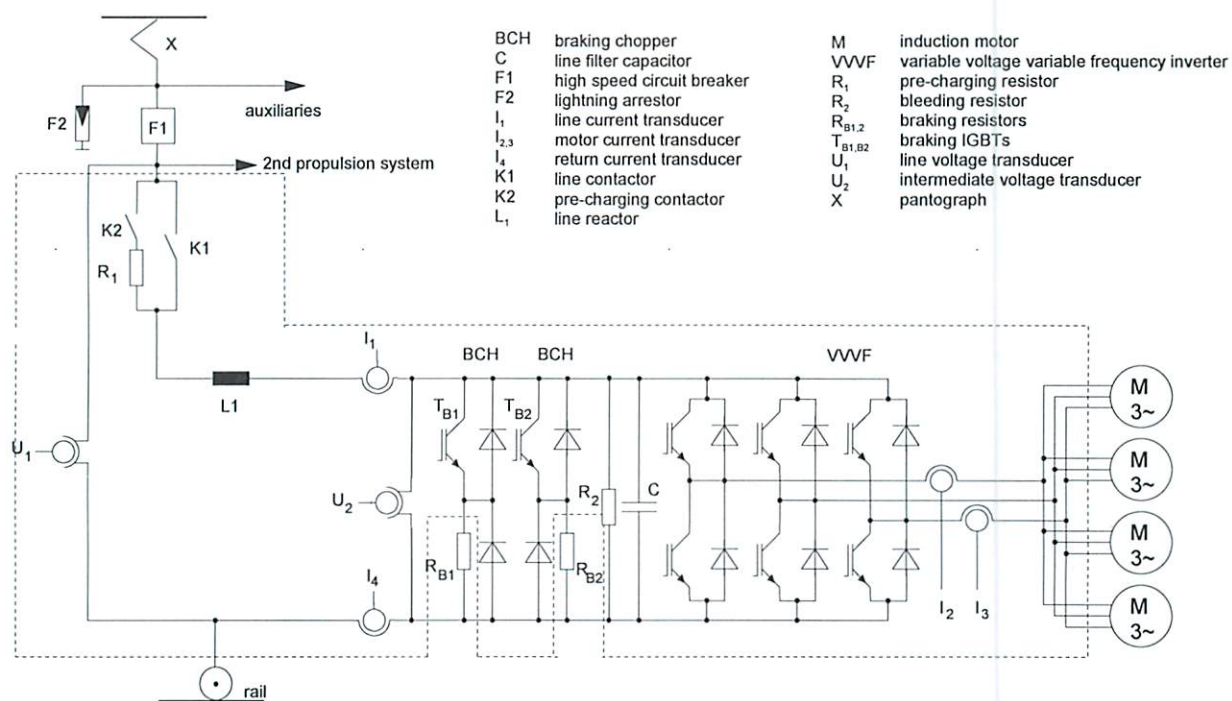 X
auxiliaries
F2
F1
2nd propulsion system
K2
K1
R1
BCH braking chopper
C line filter capacitor
F1 high speed circuit breaker
F2 lightning arrestor
I1 line current transducer
I2,3 motor current transducer
I4 return current transducer
K1 line contactor
K2 pre-charging contactor
L1 line reactor
M induction motor
VVVF variable voltage variable frequency inverter
R1 pre-charging resistor
R2 bleeding resistor
RB1,2 braking resistors
TB1,B2 braking IGBTs
U1 line voltage transducer
U2 intermediate voltage transducer
X pantograph
I1
BCH
BCH
VVVF
L1
TB1
TB2
M
3~
U1
U2
R2
C
M
3~
RB1
RB2
M
3~
I4
I2
I3
M
3~
rail